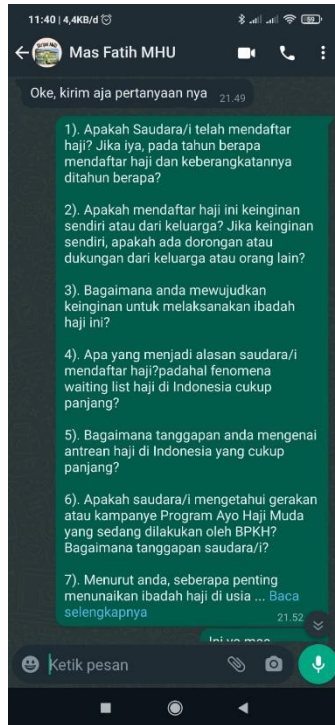 11:40 | 4,4KB/d
59
Mas Fatih MHU
Oke, kirim aja pertanyaan nya 21.49
1). Apakah Saudara/i telah mendaftar
haji? Jika iya, pada tahun berapa
mendaftar haji dan keberangkatannya
ditahun berapa?
2). Apakah mendaftar haji ini keinginan
sendiri atau dari keluarga? Jika keinginan
sendiri, apakah ada dorongan atau
dukungan dari keluarga atau orang lain?
3). Bagaimana anda mewujudkan
keinginan untuk melaksanakan ibadah
haji ini?
4). Apa yang menjadi alasan saudara/i
mendaftar haji?padahal fenomena
waiting list haji di Indonesia cukup
panjang?
5). Bagaimana tanggapan anda mengenai
antrean haji di Indonesia yang cukup
panjang?
6). Apakah saudara/i mengetahui gerakan
atau kampanye Program Ayo Haji Muda
yang sedang dilakukan oleh BPKH?
Bagaimana tanggapan saudara/i?
7). Menurut anda, seberapa penting
menunaikan ibadah haji di usia ... Baca
selengkapnya 21.52
Ketik pesan